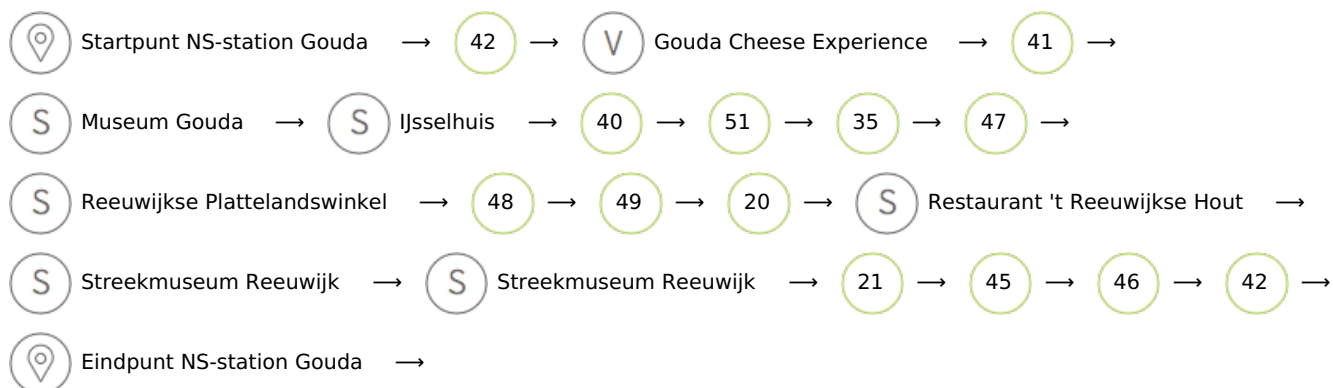 Startpunt NS-station Gouda → 42 → V Gouda Cheese Experience → 41 →
S Museum Gouda → S IJsselhuis → 40 → 51 → 35 → 47 →
S Reeuwijkse Plattelandswinkel → 48 → 49 → 20 → S Restaurant 't Reeuwijkse Hout →
S Streekmuseum Reeuwijk → S Streekmuseum Reeuwijk → 21 → 45 → 46 → 42 →
Eindpunt NS-station Gouda →